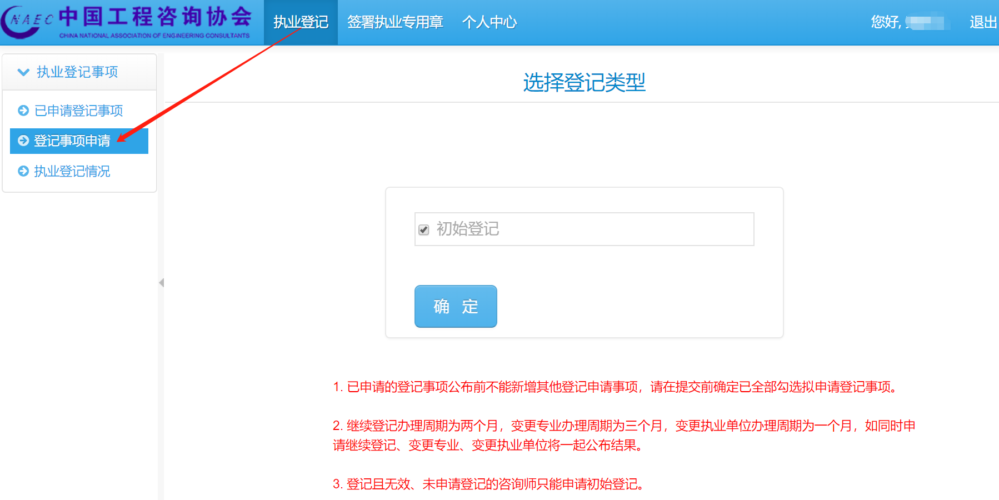 NAEC 中国工程咨询协会
CHINA NATIONAL ASSOCIATION OF ENGINEERING CONSULTANTS
执业登记 签署执业专用章 个人中心 您好, 退出
执业登记事项
已申请登记事项
登记事项申请
执业登记情况
选择登记类型
初始登记
确 定
1. 已申请的登记事项公布前不能新增其他登记申请事项，请在提交前确定已全部勾选拟申请登记事项。
2. 继续登记办理周期为两个月，变更专业办理周期为三个月，变更执业单位办理周期为一个月，如同时申
请继续登记、变更专业、变更执业单位将一起公布结果。
3. 登记且无效、未申请登记的咨询师只能申请初始登记。